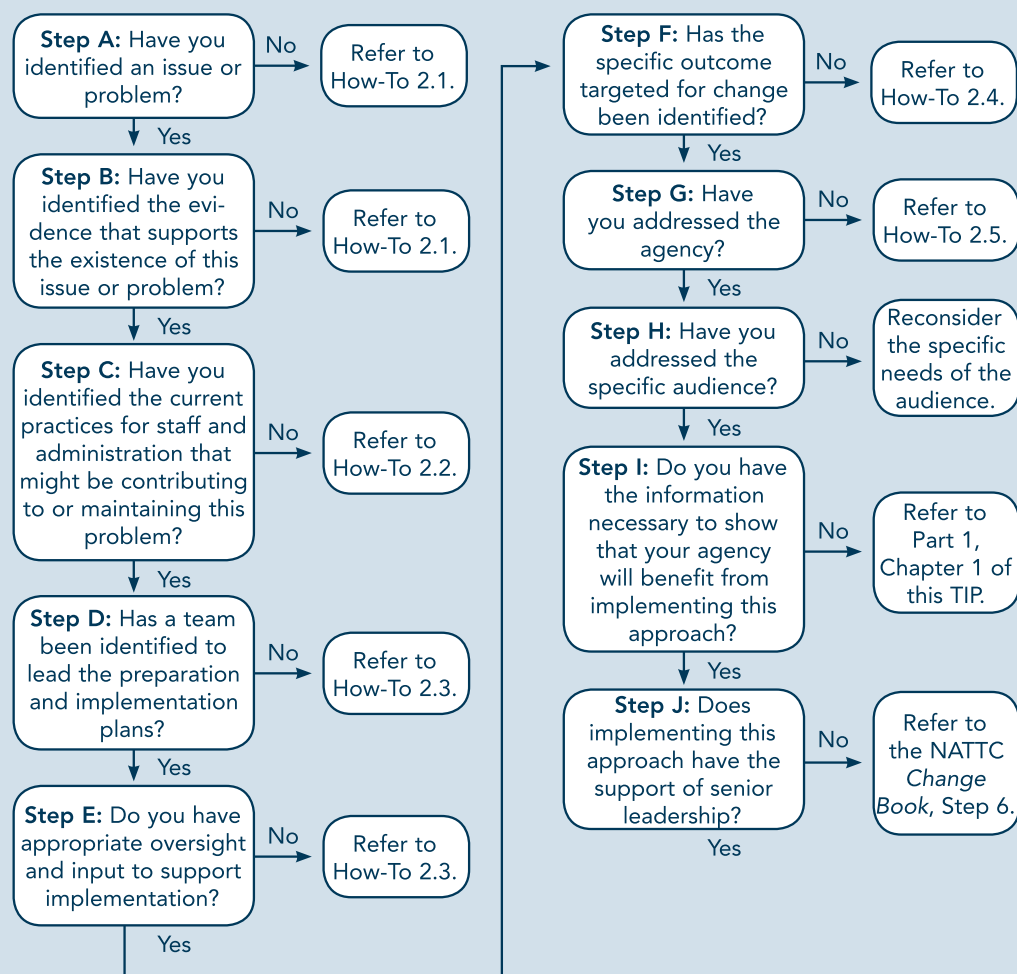 Step A: Have you
identified an issue or
problem?
No
Refer to
How-To 2.1.
Yes
Step B: Have you
identified the evi-
dence that supports
the existence of this
issue or problem?
No
Refer to
How-To 2.1.
Yes
Step C: Have you
identified the current
practices for staff and
administration that
might be contributing
to or maintaining this
problem?
No
Refer to
How-To 2.2.
Yes
Step D: Has a team
been identified to
lead the preparation
and implementation
plans?
No
Refer to
How-To 2.3.
Yes
Step E: Do you have
appropriate oversight
and input to support
implementation?
No
Refer to
How-To 2.3.
Yes
Step F: Has the
specific outcome
targeted for change
been identified?
No
Refer to
How-To 2.4.
Yes
Step G: Have
you addressed the
agency?
No
Refer to
How-To 2.5.
Yes
Step H: Have you
addressed the
specific audience?
No
Reconsider
the specific
needs of the
audience.
Yes
Step I: Do you have
the information
necessary to show
that your agency
will benefit from
implementing this
approach?
No
Refer to
Part 1,
Chapter 1 of
this TIP.
Yes
Step J: Does
implementing this
approach have the
support of senior
leadership?
No
Refer to
the NATTC
Change
Book, Step 6.
Yes